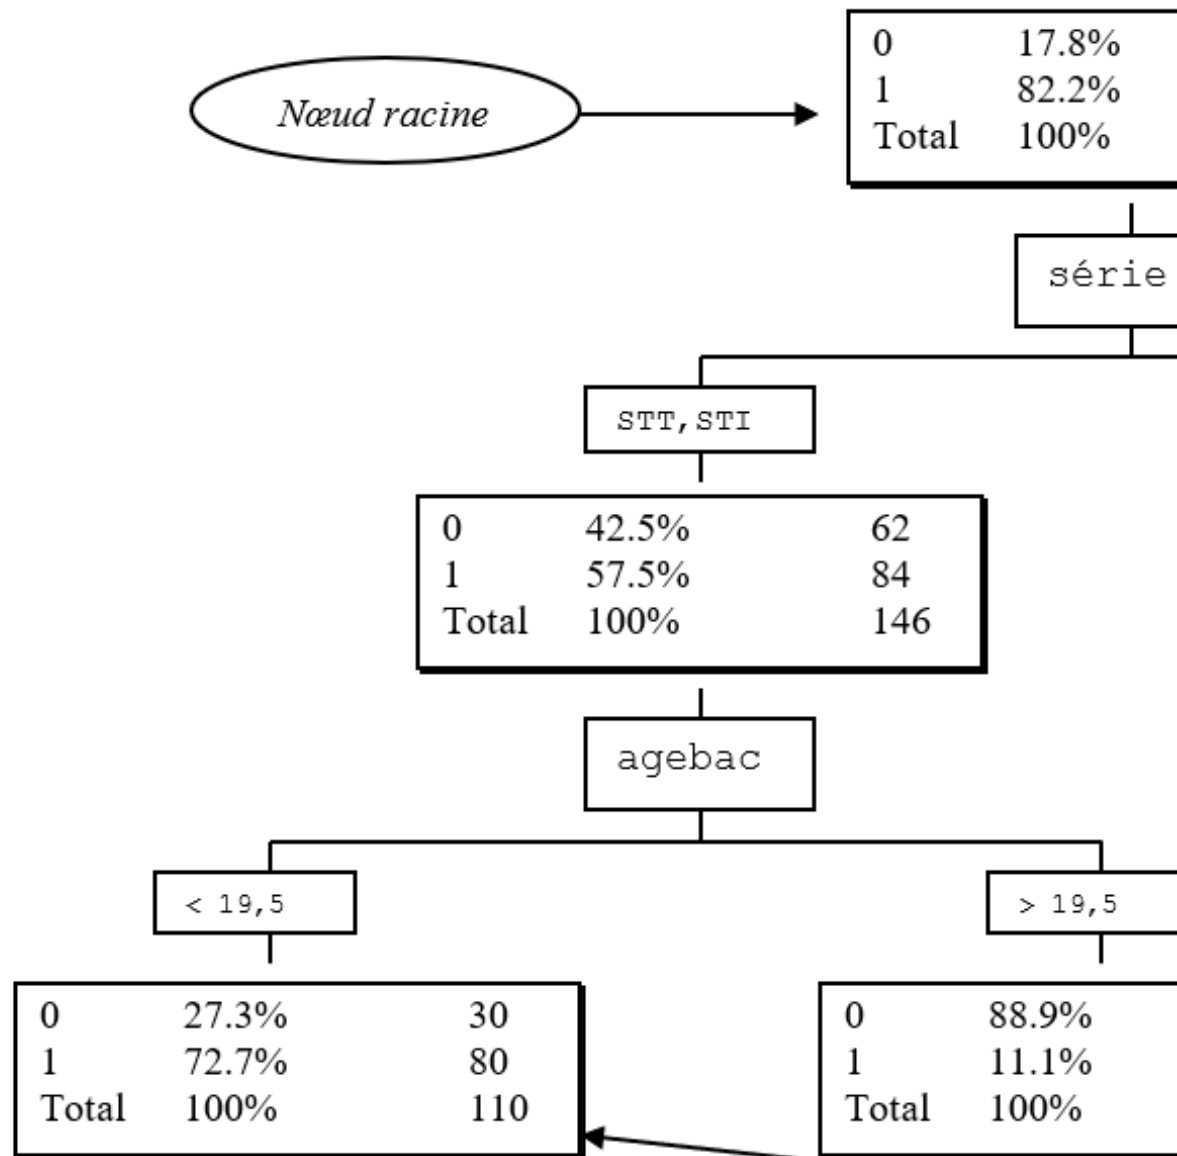 0 17.8%
Nœud racine
1 82.2%
Total 100%
série
STT,STI
0 42.5% 62
1 57.5% 84
Total 100% 146
agebac
< 19,5
> 19,5
0 27.3% 30
1 72.7% 80
Total 100% 110
0 88.9%
1 11.1%
Total 100%